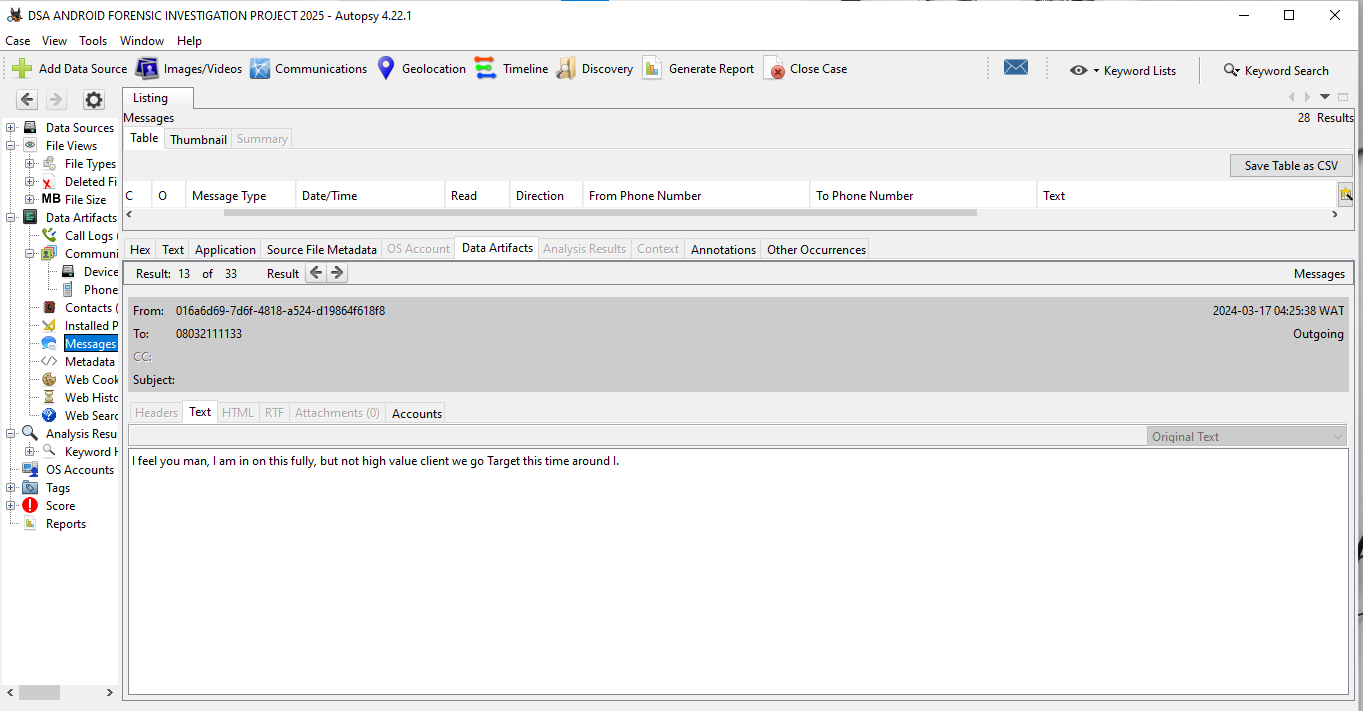 DSA ANDROID FORENSIC INVESTIGATION PROJECT 2025 - Autopsy 4.22.1
Case View Tools Window Help
Add Data Source Images/Videos Communications Geolocation Timeline Discovery Generate Report Close Case Keyword Lists Keyword Search
Listing
Messages 28 Results
Table Thumbnail Summary
Save Table as CSV
C O Message Type Date/Time Read Direction From Phone Number To Phone Number Text
Data Sources
File Views
File Types
Deleted Fi
MB File Size
Data Artifacts
Call Logs (
Communi
Device
Phone
Contacts (
Installed P
Messages
Metadata
Web Cook
Web Histo
Web Searc
Analysis Resu
Keyword H
OS Accounts
Tags
Score
Reports
Hex Text Application Source File Metadata OS Account Data Artifacts Analysis Results Context Annotations Other Occurrences
Result: 13 of 33 Result Messages
From: 016a6d69-7d6f-4818-a524-d19864f618f8 2024-03-17 04:25:38 WAT
To: 08032111133 Outgoing
CC:
Subject:
Headers Text HTML RTF Attachments (0) Accounts
Original Text
I feel you man, I am in on this fully, but not high value client we go Target this time around I.